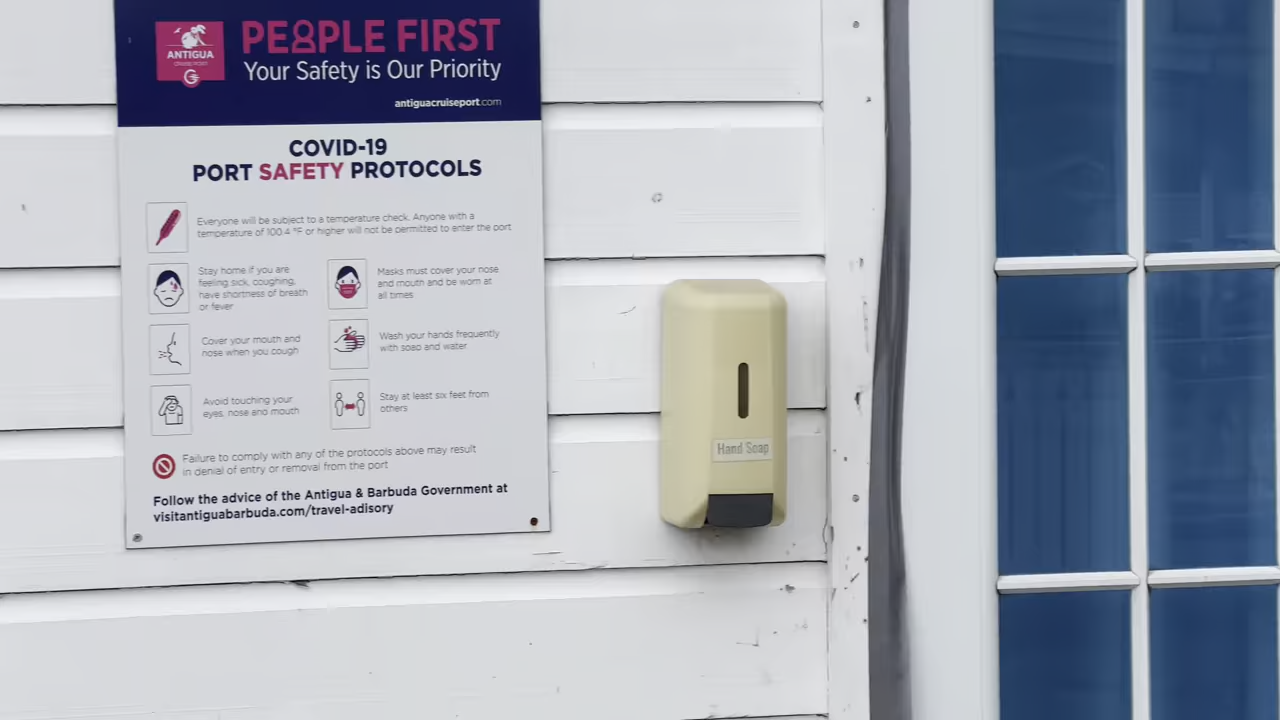 ANTIGUA
CRUISE PORT
PEOPLE FIRST
Your Safety is Our Priority
antiguacruiseport.com
COVID-19
PORT SAFETY PROTOCOLS
Everyone will be subject to a temperature check. Anyone with a
temperature of 100.4 °F or higher will not be permitted to enter the port
Stay home if you are
feeling sick, coughing,
have shortness of breath
or fever
Masks must cover your nose
and mouth and be worn at
all times
Cover your mouth and
nose when you cough
Wash your hands frequently
with soap and water
Avoid touching your
eyes, nose and mouth
Stay at least six feet from
others
Failure to comply with any of the protocols above may result
in denial of entry or removal from the port
Follow the advice of the Antigua & Barbuda Government at
visitantiguabarbuda.com/travel-adisory
Hand Soap